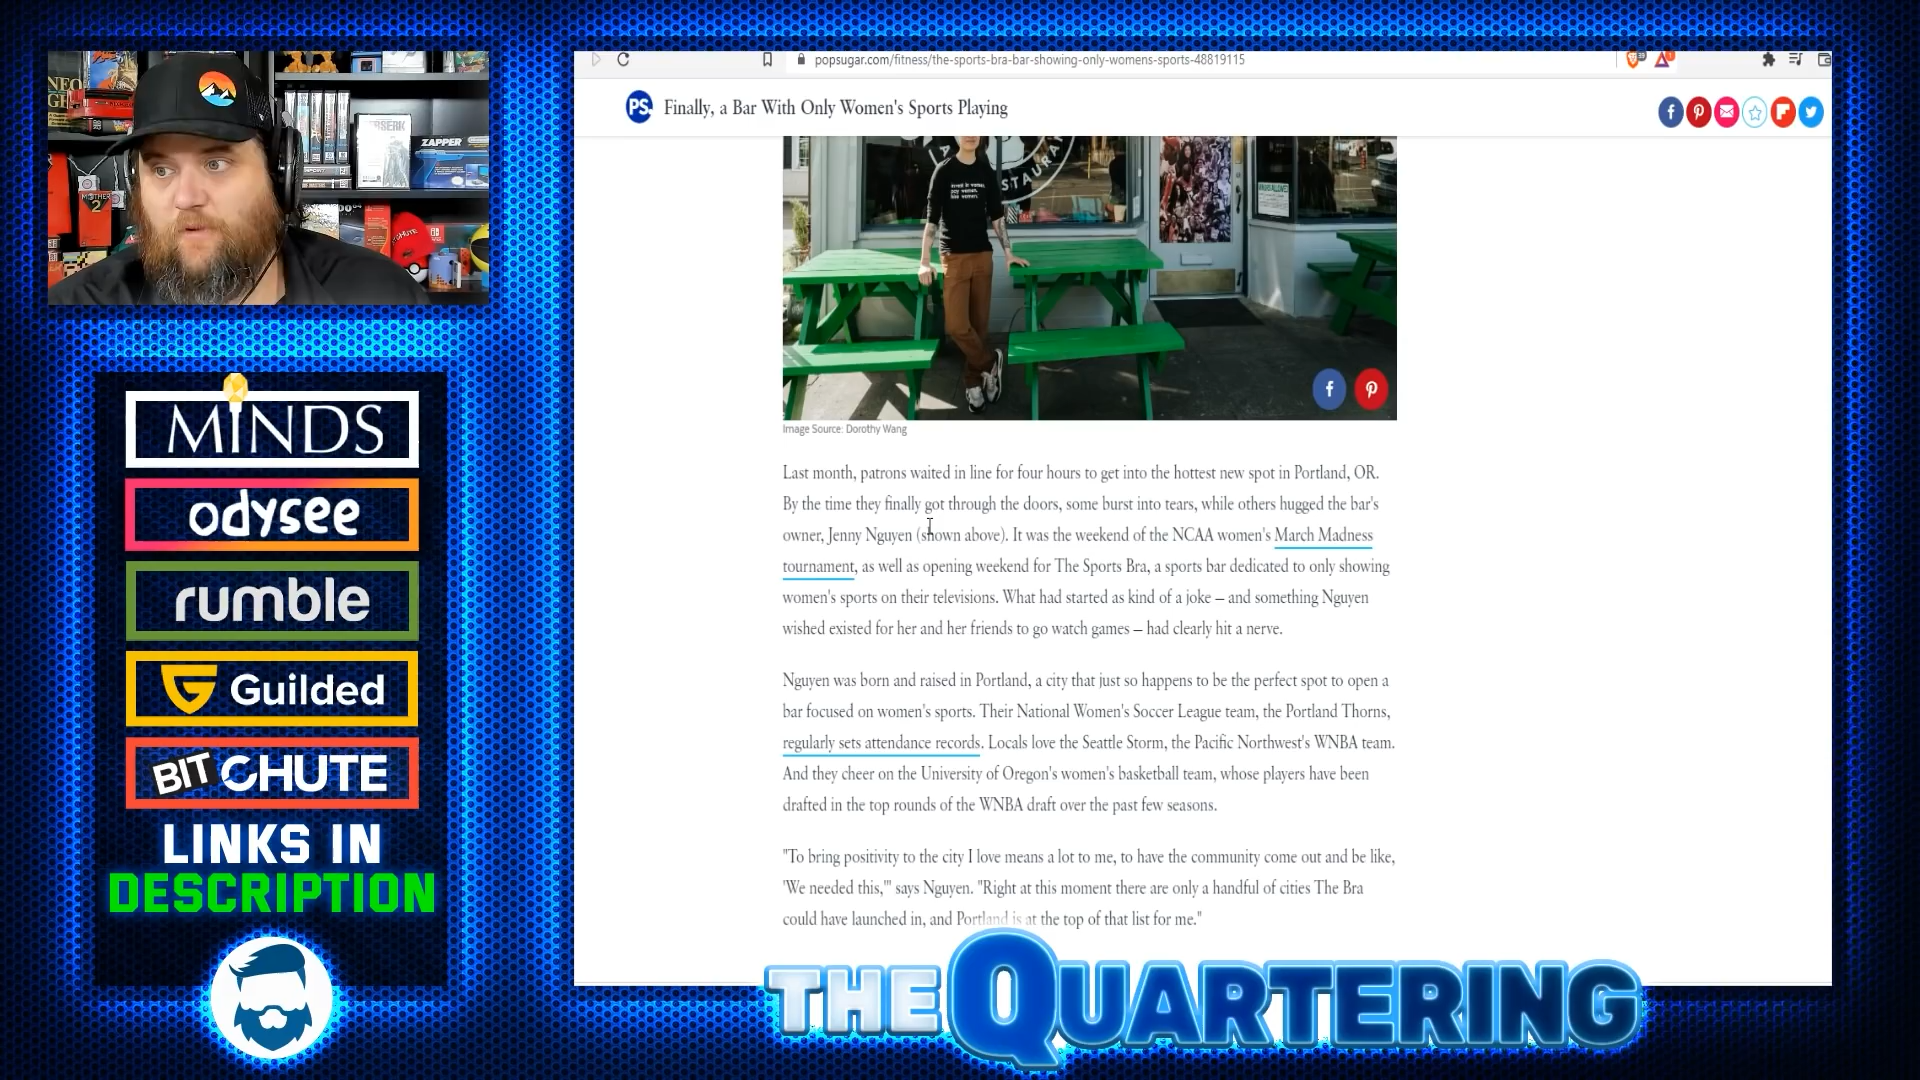 popsugar.com/fitness/the-sports-bra-bar-showing-only-womens-sports-48819115
PS.
Finally, a Bar With Only Women's Sports Playing
BERSERK
ZAPPER
MOTHER
2
STAURA
Image Source: Dorothy Wang
Last month, patrons waited in line for four hours to get into the hottest new spot in Portland, OR.
By the time they finally got through the doors, some burst into tears, while others hugged the bar's
owner, Jenny Nguyen (shown above). It was the weekend of the NCAA women's March Madness
tournament, as well as opening weekend for The Sports Bra, a sports bar dedicated to only showing
women's sports on their televisions. What had started as kind of a joke – and something Nguyen
wished existed for her and her friends to go watch games – had clearly hit a nerve.
Nguyen was born and raised in Portland, a city that just so happens to be the perfect spot to open a
bar focused on women's sports. Their National Women's Soccer League team, the Portland Thorns,
regularly sets attendance records. Locals love the Seattle Storm, the Pacific Northwest's WNBA team.
And they cheer on the University of Oregon's women's basketball team, whose players have been
drafted in the top rounds of the WNBA draft over the past few seasons.
"To bring positivity to the city I love means a lot to me, to have the community come out and be like,
'We needed this,'" says Nguyen. "Right at this moment there are only a handful of cities The Bra
could have launched in, and Portland is at the top of that list for me."
MINDS
odysee
rumble
Guilded
BITCHUTE
LINKS IN
DESCRIPTION
THE QUARTERING